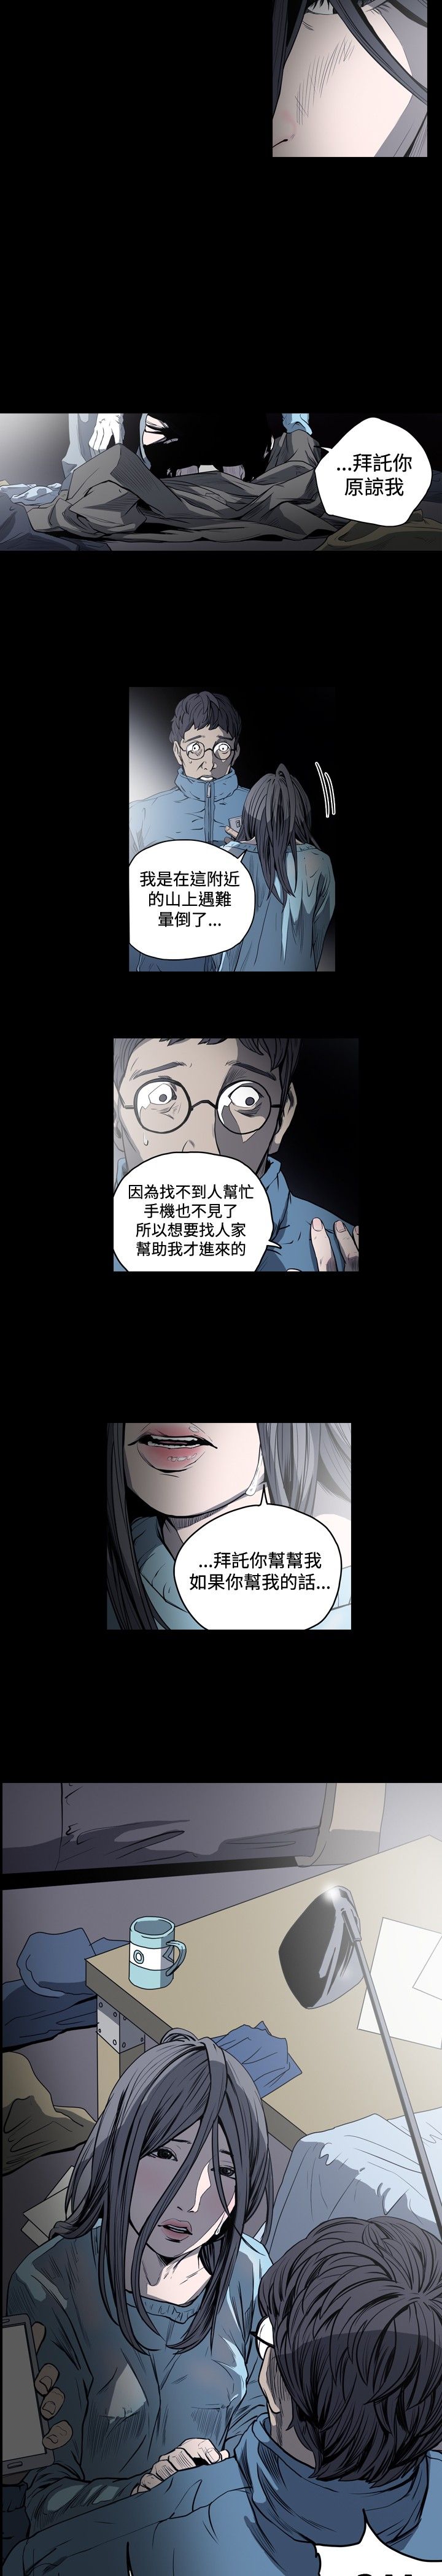 ...拜託你
原諒我
我是在這附近
的山上遇難
暈倒了...
因為找不到人幫忙
手機也不見了
所以想要找人家
幫助我才進來的
...拜託你幫幫我
如果你幫我的話...